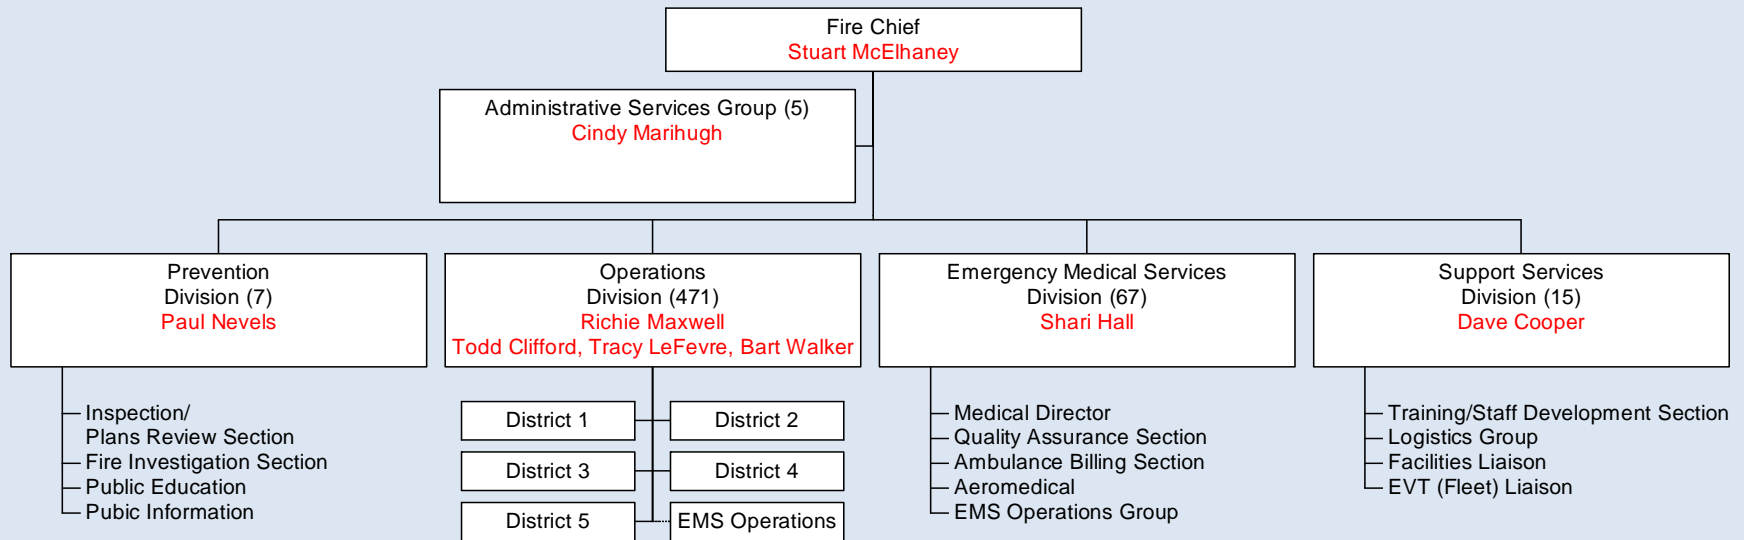 Fire Chief
Stuart McElhaney
Administrative Services Group (5)
Cindy Marihugh
Prevention
Division (7)
Paul Nevels
Operations
Division (471)
Richie Maxwell
Todd Clifford, Tracy LeFevre, Bart Walker
Emergency Medical Services
Division (67)
Shari Hall
Support Services
Division (15)
Dave Cooper
Inspection/
Plans Review Section
Fire Investigation Section
Public Education
Pubic Information
District 1
District 2
District 3
District 4
District 5
EMS Operations
Medical Director
Quality Assurance Section
Ambulance Billing Section
Aeromedical
EMS Operations Group
Training/Staff Development Section
Logistics Group
Facilities Liaison
EVT (Fleet) Liaison